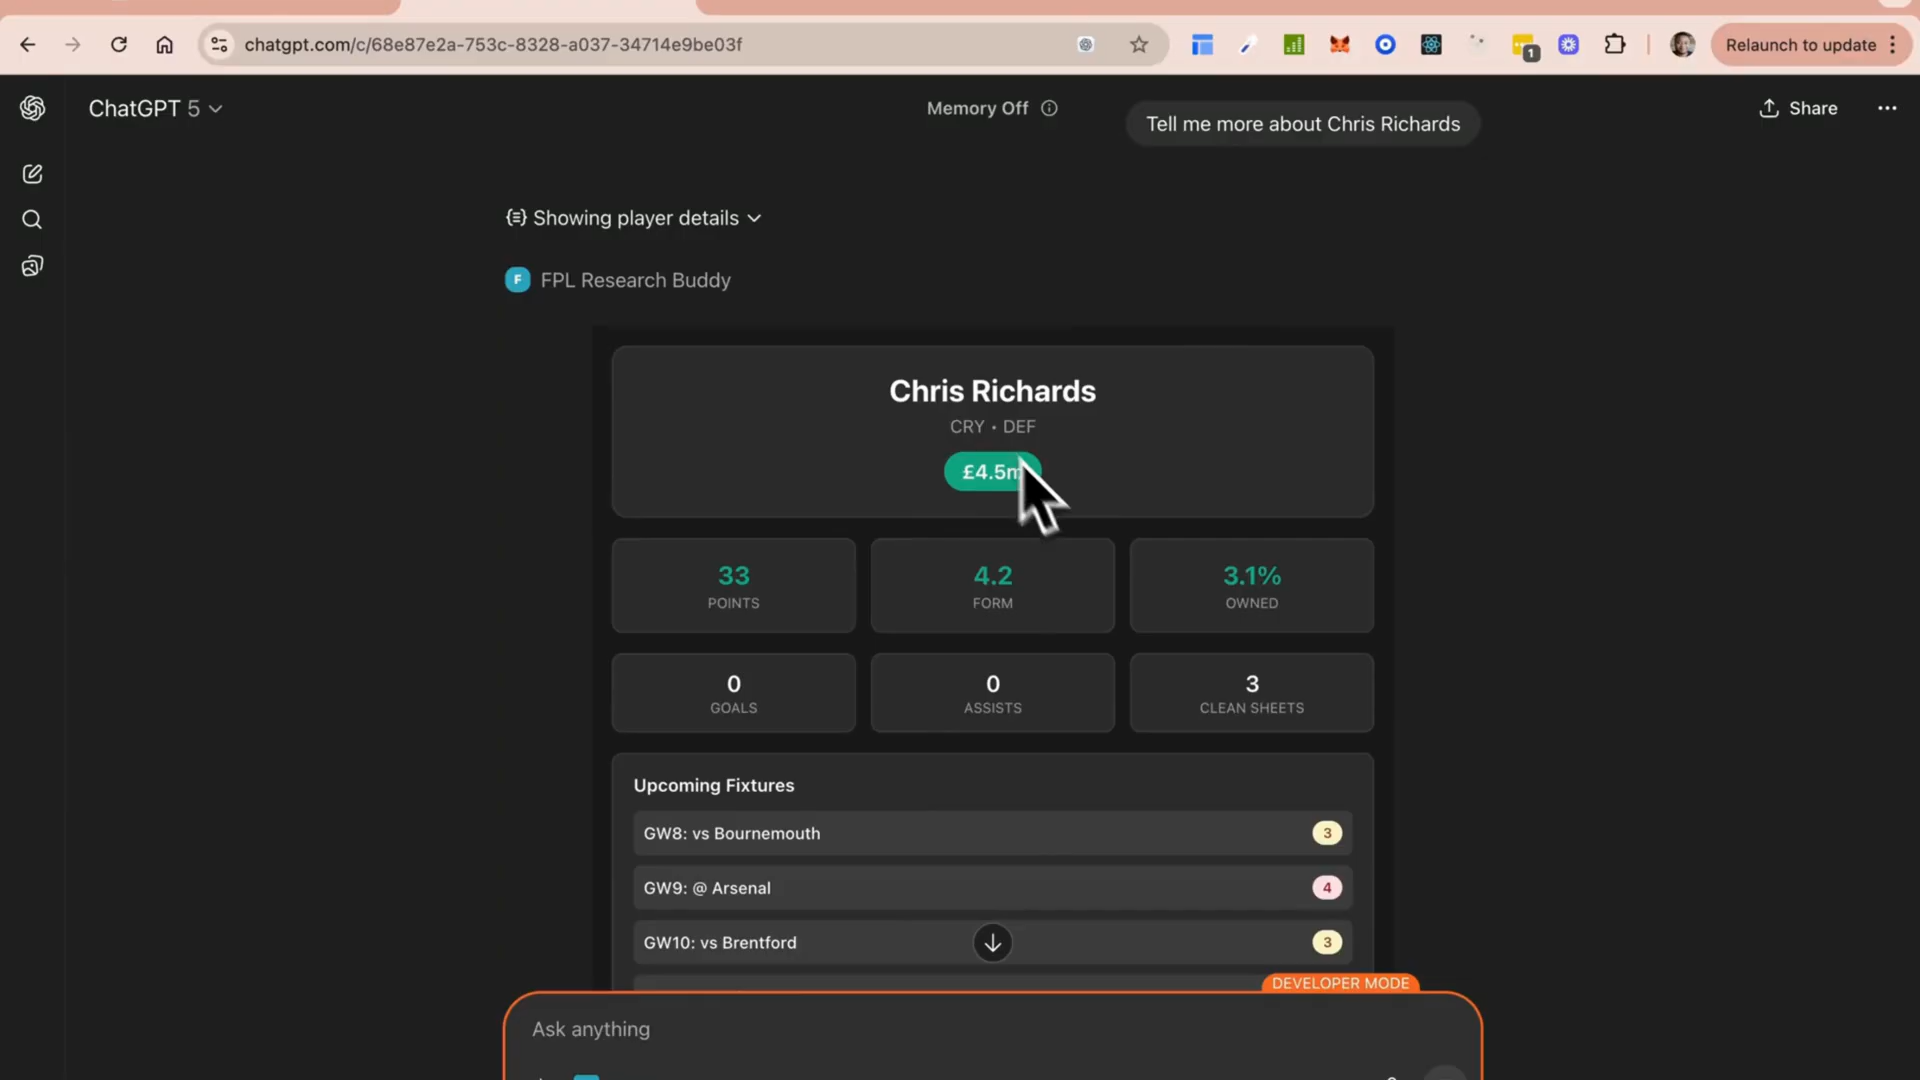 chatgpt.com/c/68e87e2a-753c-8328-a037-34714e9be03f
1
Relaunch to update
ChatGPT 5
Memory Off
Share
Tell me more about Chris Richards
Showing player details
F
FPL Research Buddy
Chris Richards
CRY • DEF
£4.5m
33
POINTS
4.2
FORM
3.1%
OWNED
0
GOALS
0
ASSISTS
3
CLEAN SHEETS
Upcoming Fixtures
GW8: vs Bournemouth
3
GW9: @ Arsenal
4
GW10: vs Brentford
3
DEVELOPER MODE
Ask anything